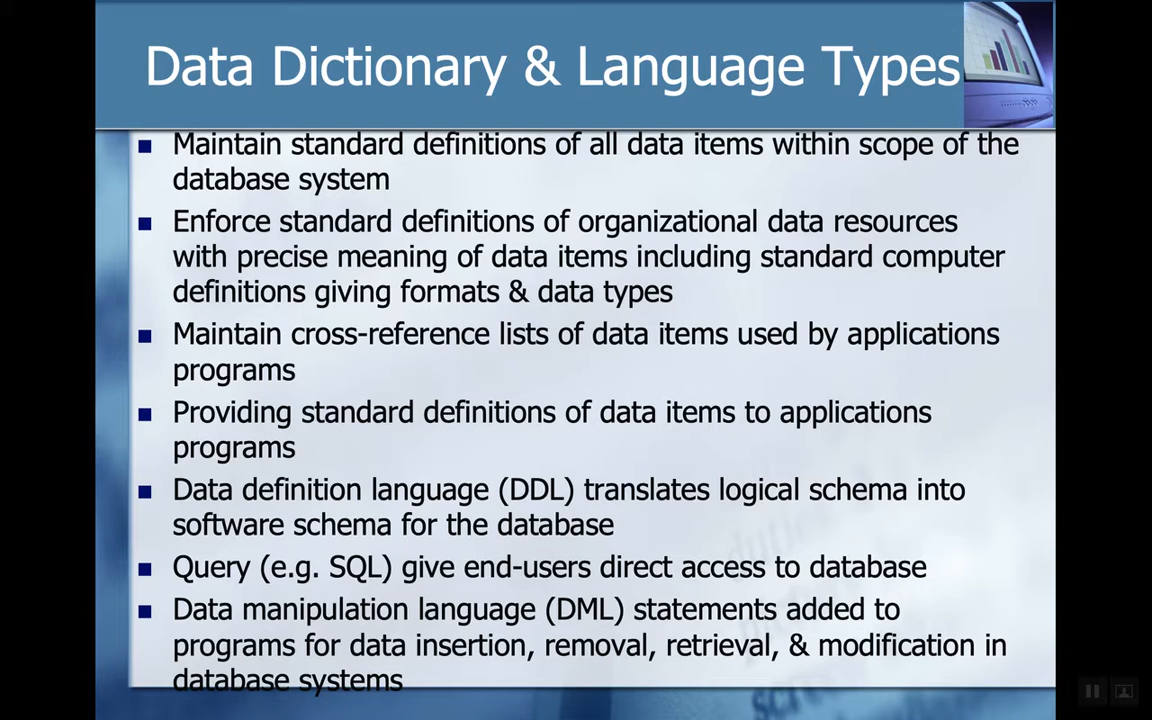 Data Dictionary & Language Types
Maintain standard definitions of all data items within scope of the
database system
Enforce standard definitions of organizational data resources
with precise meaning of data items including standard computer
definitions giving formats & data types
Maintain cross-reference lists of data items used by applications
programs
Providing standard definitions of data items to applications
programs
Data definition language (DDL) translates logical schema into
software schema for the database
Query (e.g. SQL) give end-users direct access to database
Data manipulation language (DML) statements added to
programs for data insertion, removal, retrieval, & modification in
database systems